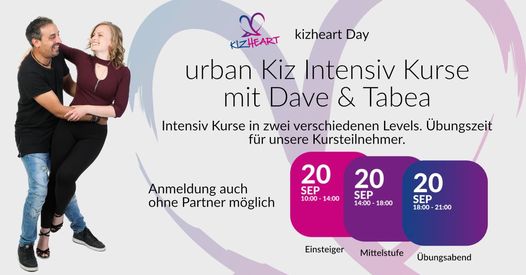 KIZHEART
kizheart Day
urban Kiz Intensiv Kurse
mit Dave & Tabea
Intensiv Kurse in zwei verschiedenen Levels. Übungszeit
für unsere Kursteilnehmer.
Anmeldung auch
ohne Partner möglich
20
SEP
10:00 - 14:00
Einsteiger
20
SEP
14:00 - 18:00
Mittelstufe
20
SEP
18:00 - 21:00
Übungsabend